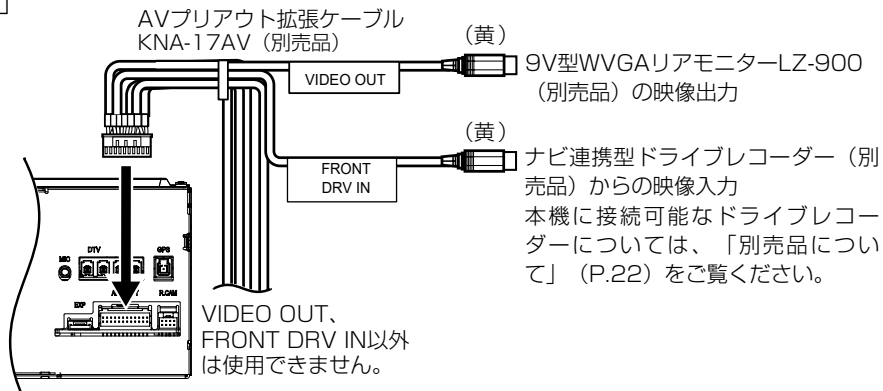 AVプリアウト拡張ケーブル
KNA-17AV（別売品）
（黄）
VIDEO OUT
9V型WVGAリアモニターLZ-900
（別売品）の映像出力
（黄）
FRONT
DRV IN
ナビ連携型ドライブレコーダー（別
売品）からの映像入力
本機に接続可能なドライブレコー
ダーについては、「別売品につい
て」（P.22）をご覧ください。
MIC
DTV
GPS
EXP
R.CAM
VIDEO OUT、
FRONT DRV IN以外
は使用できません。